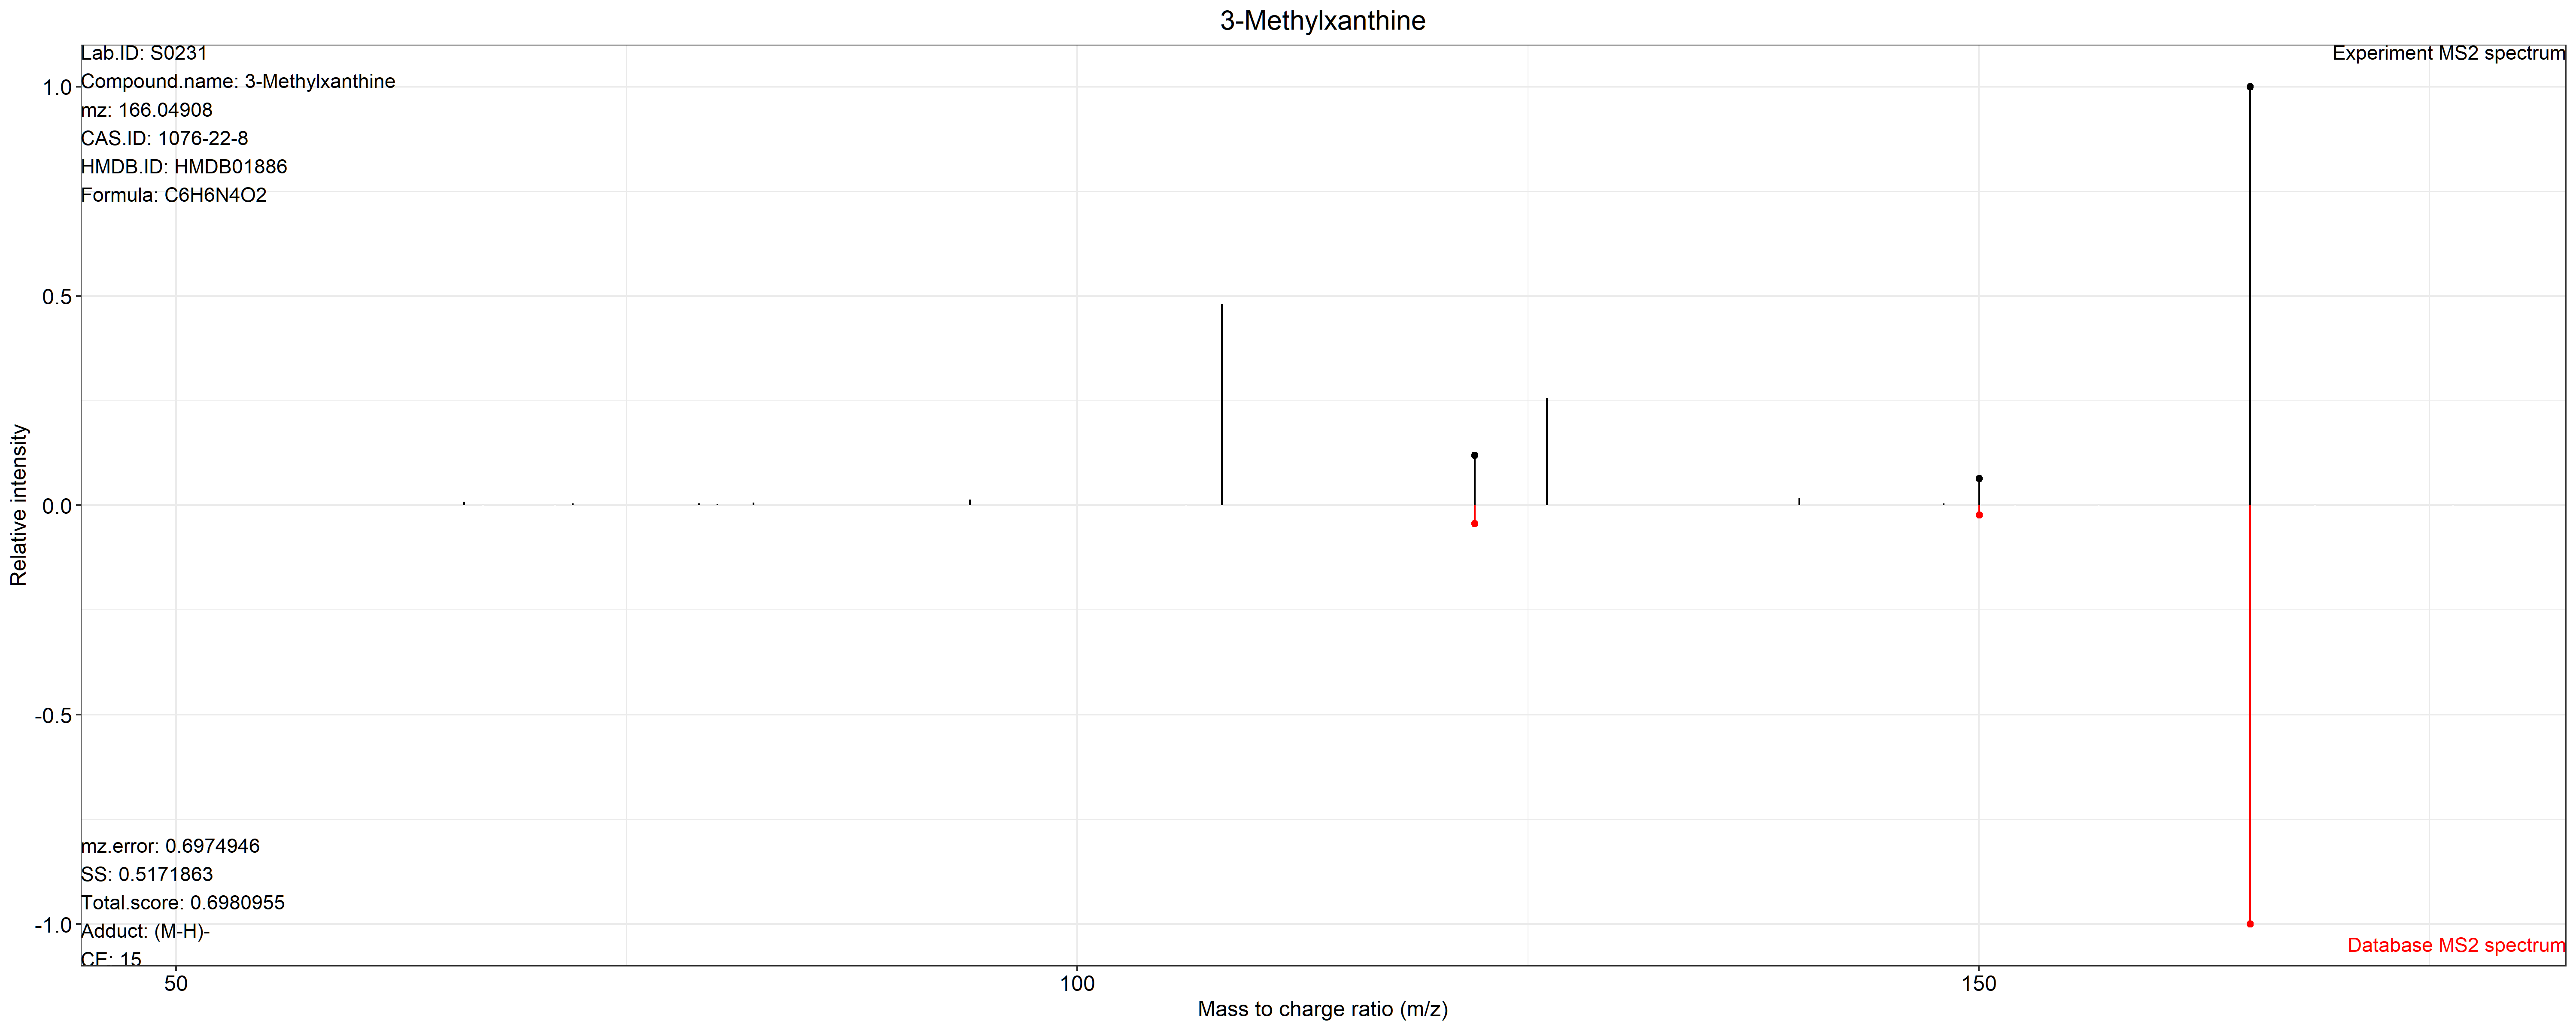 3-Methylxanthine
Lab.ID: S0231
Compound.name: 3-Methylxanthine
mz: 166.04908
CAS.ID: 1076-22-8
HMDB.ID: HMDB01886
Formula: C6H6N4O2
Experiment MS2 spectrum
1.0
0.5
0.0
-0.5
-1.0
Relative intensity
mz.error: 0.6974946
SS: 0.5171863
Total.score: 0.6980955
Adduct: (M-H)-
CE: 15
Database MS2 spectrum
50
100
150
Mass to charge ratio (m/z)